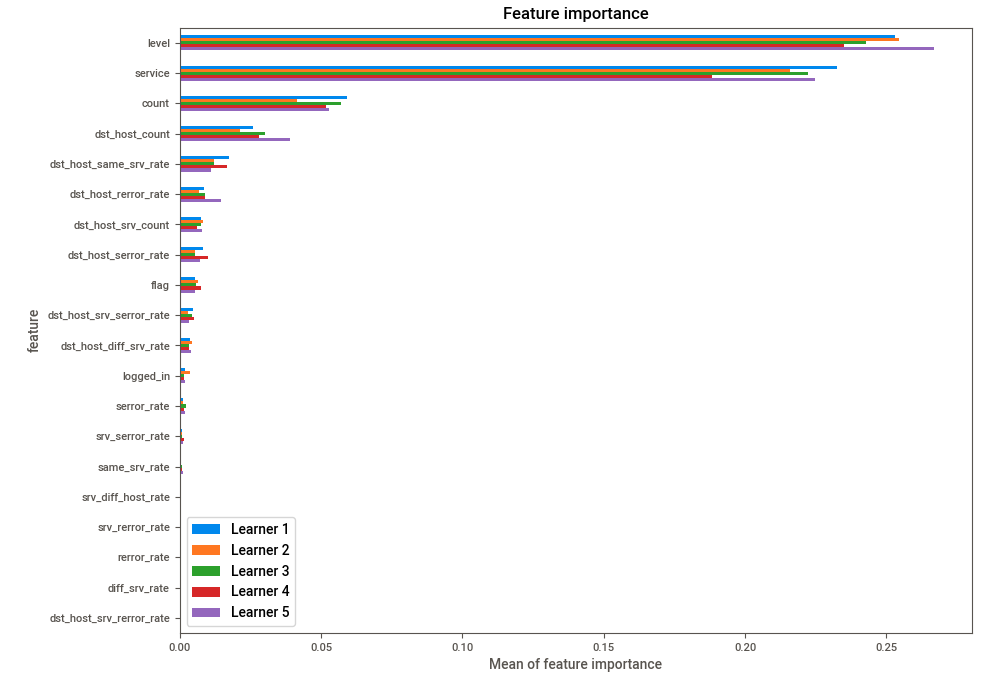 Feature importance
level
service
count
dst_host_count
dst_host_same_srv_rate
dst_host_rerror_rate
dst_host_srv_count
dst_host_serror_rate
flag
dst_host_srv_serror_rate
dst_host_diff_srv_rate
logged_in
serror_rate
srv_serror_rate
same_srv_rate
srv_diff_host_rate
srv_rerror_rate
rerror_rate
diff_srv_rate
dst_host_srv_rerror_rate
feature
Learner 1
Learner 2
Learner 3
Learner 4
Learner 5
0.00 0.05 0.10 0.15 0.20 0.25
Mean of feature importance